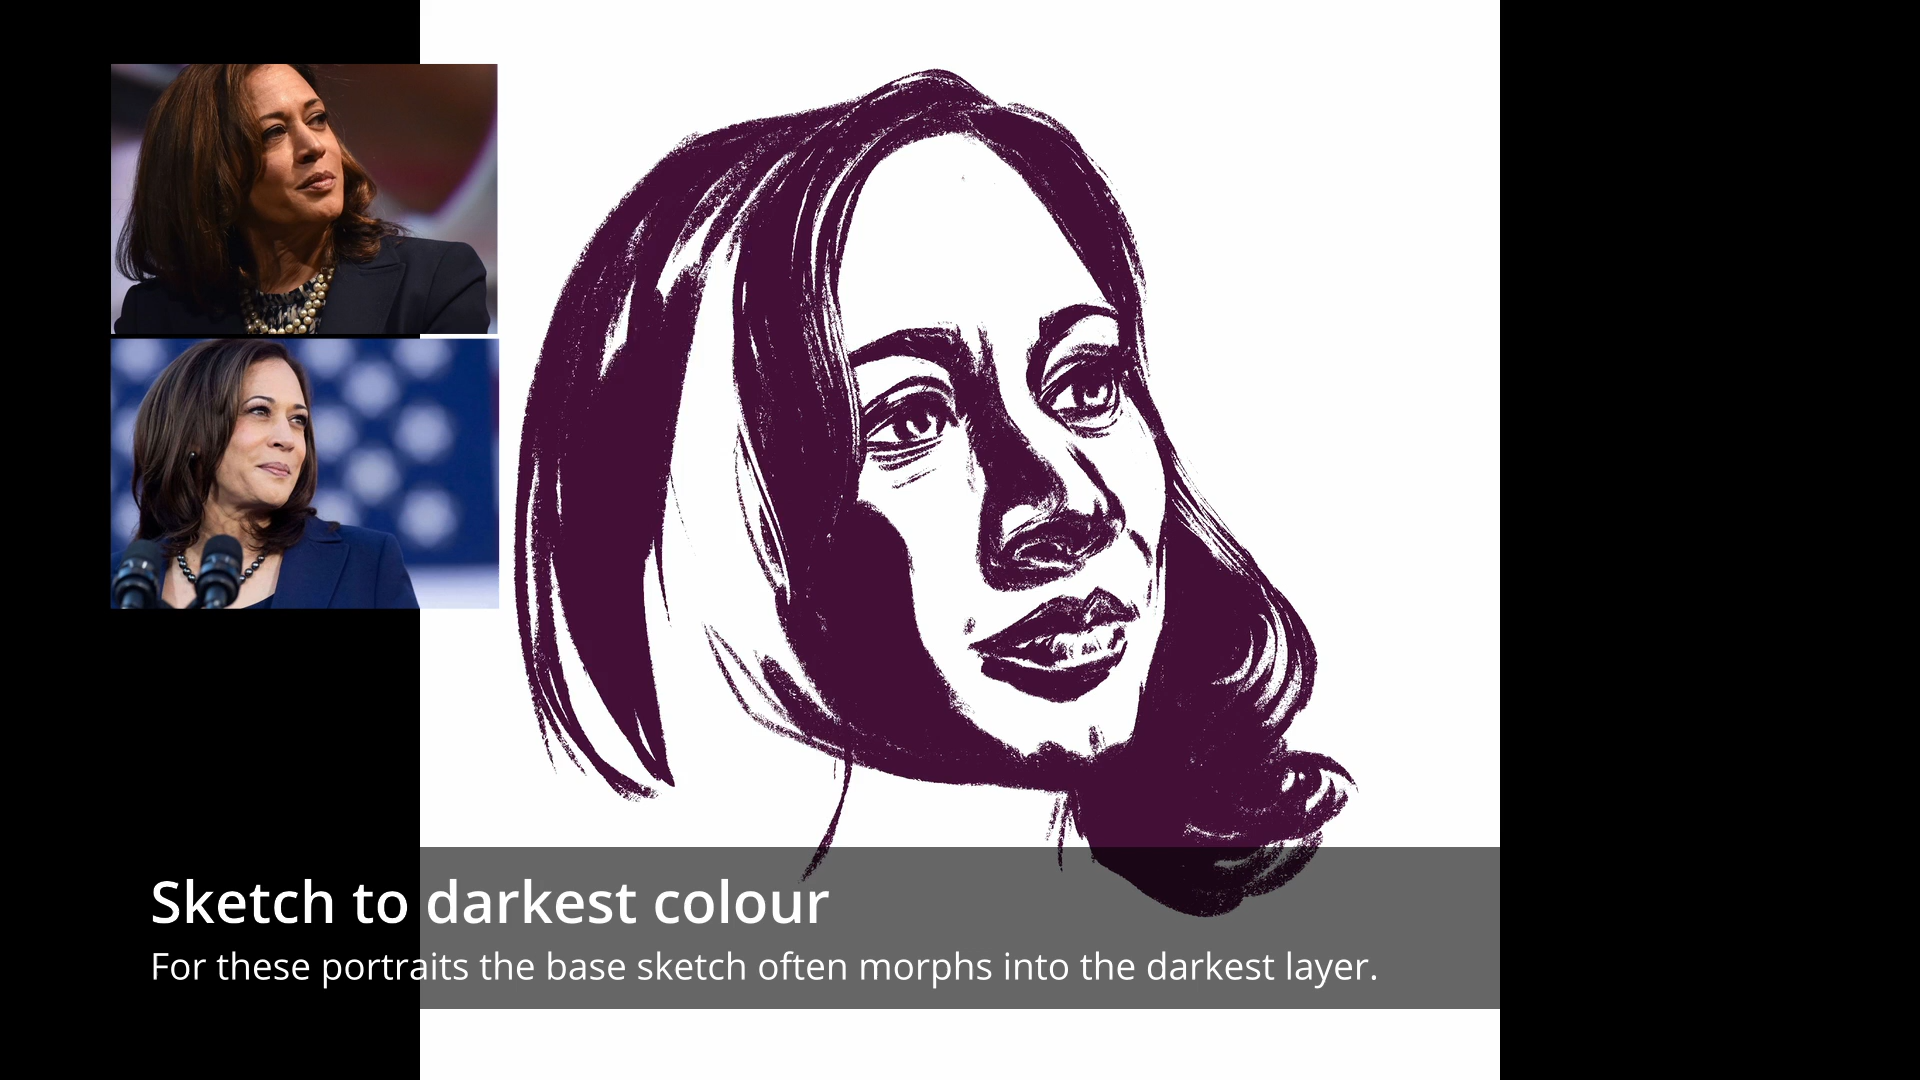 Sketch to darkest colour
For these portraits the base sketch often morphs into the darkest layer.